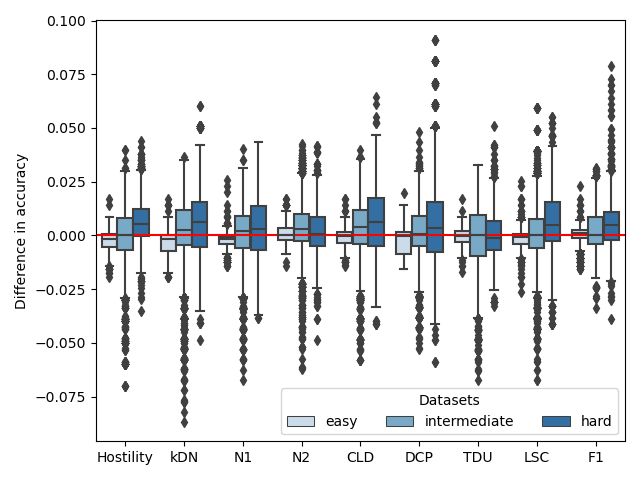 0.100
0.075
0.050
0.025
0.000
−0.025
−0.050
−0.075
Difference in accuracy
Datasets
easy intermediate hard
Hostility kDN N1 N2 CLD DCP TDU LSC F1